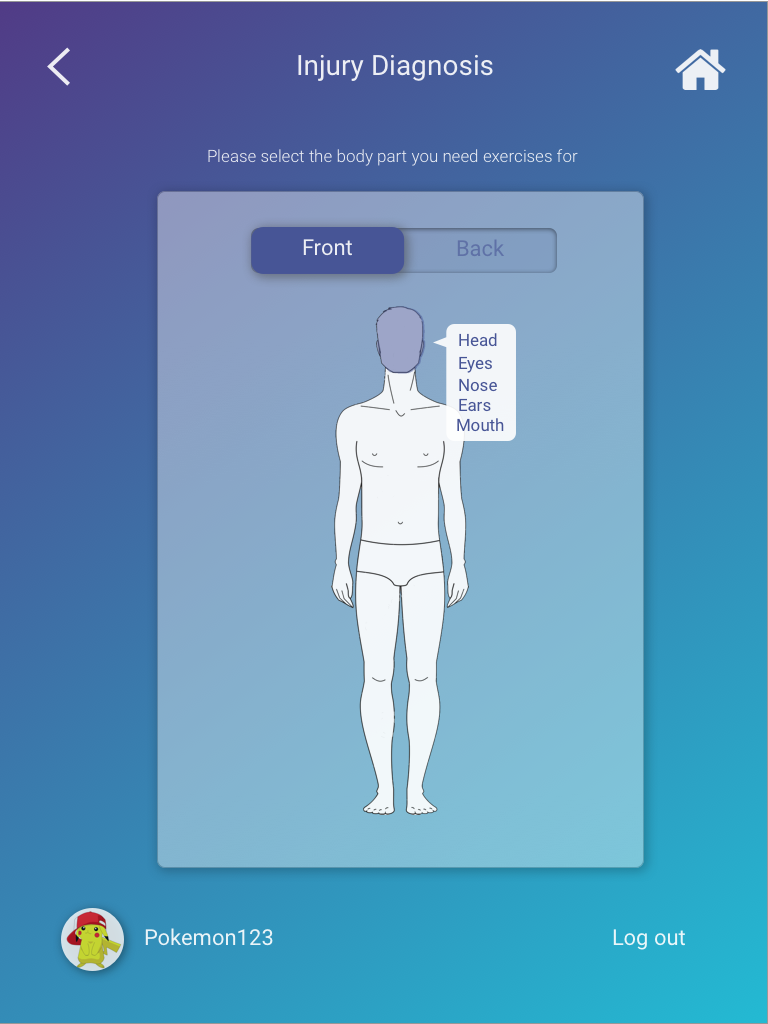 Injury Diagnosis
Please select the body part you need exercises for
Front
Back
Head
Eyes
Nose
Ears
Mouth
Pokemon123
Log out